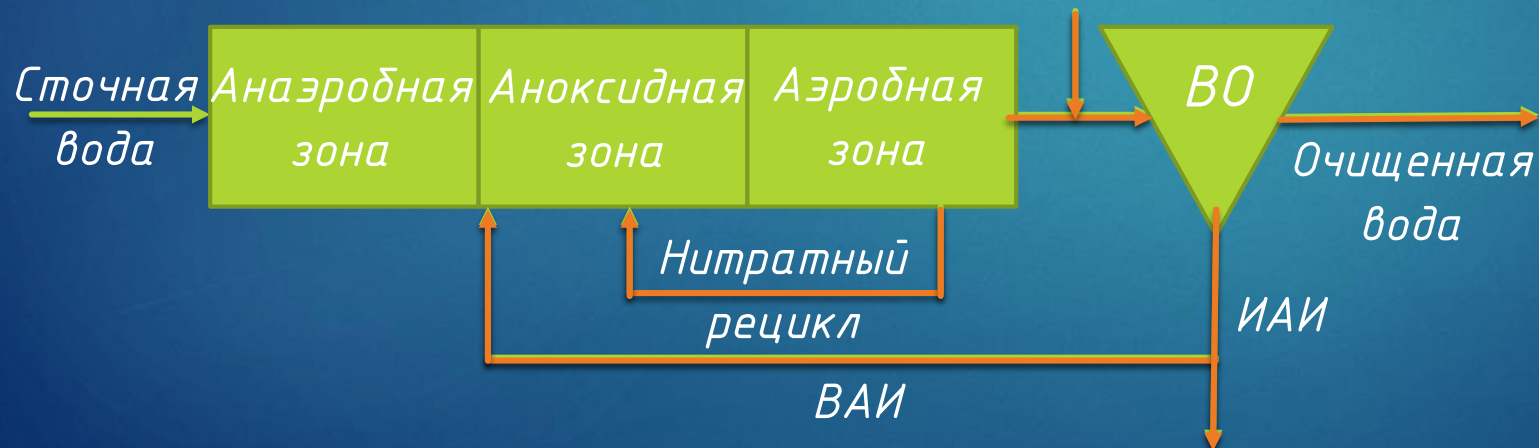 Сточная
вода
Анаэробная
зона
Аноксидная
зона
Аэробная
зона
ВО
Очищенная
вода
Нитратный
рецикл
ИАИ
ВАИ